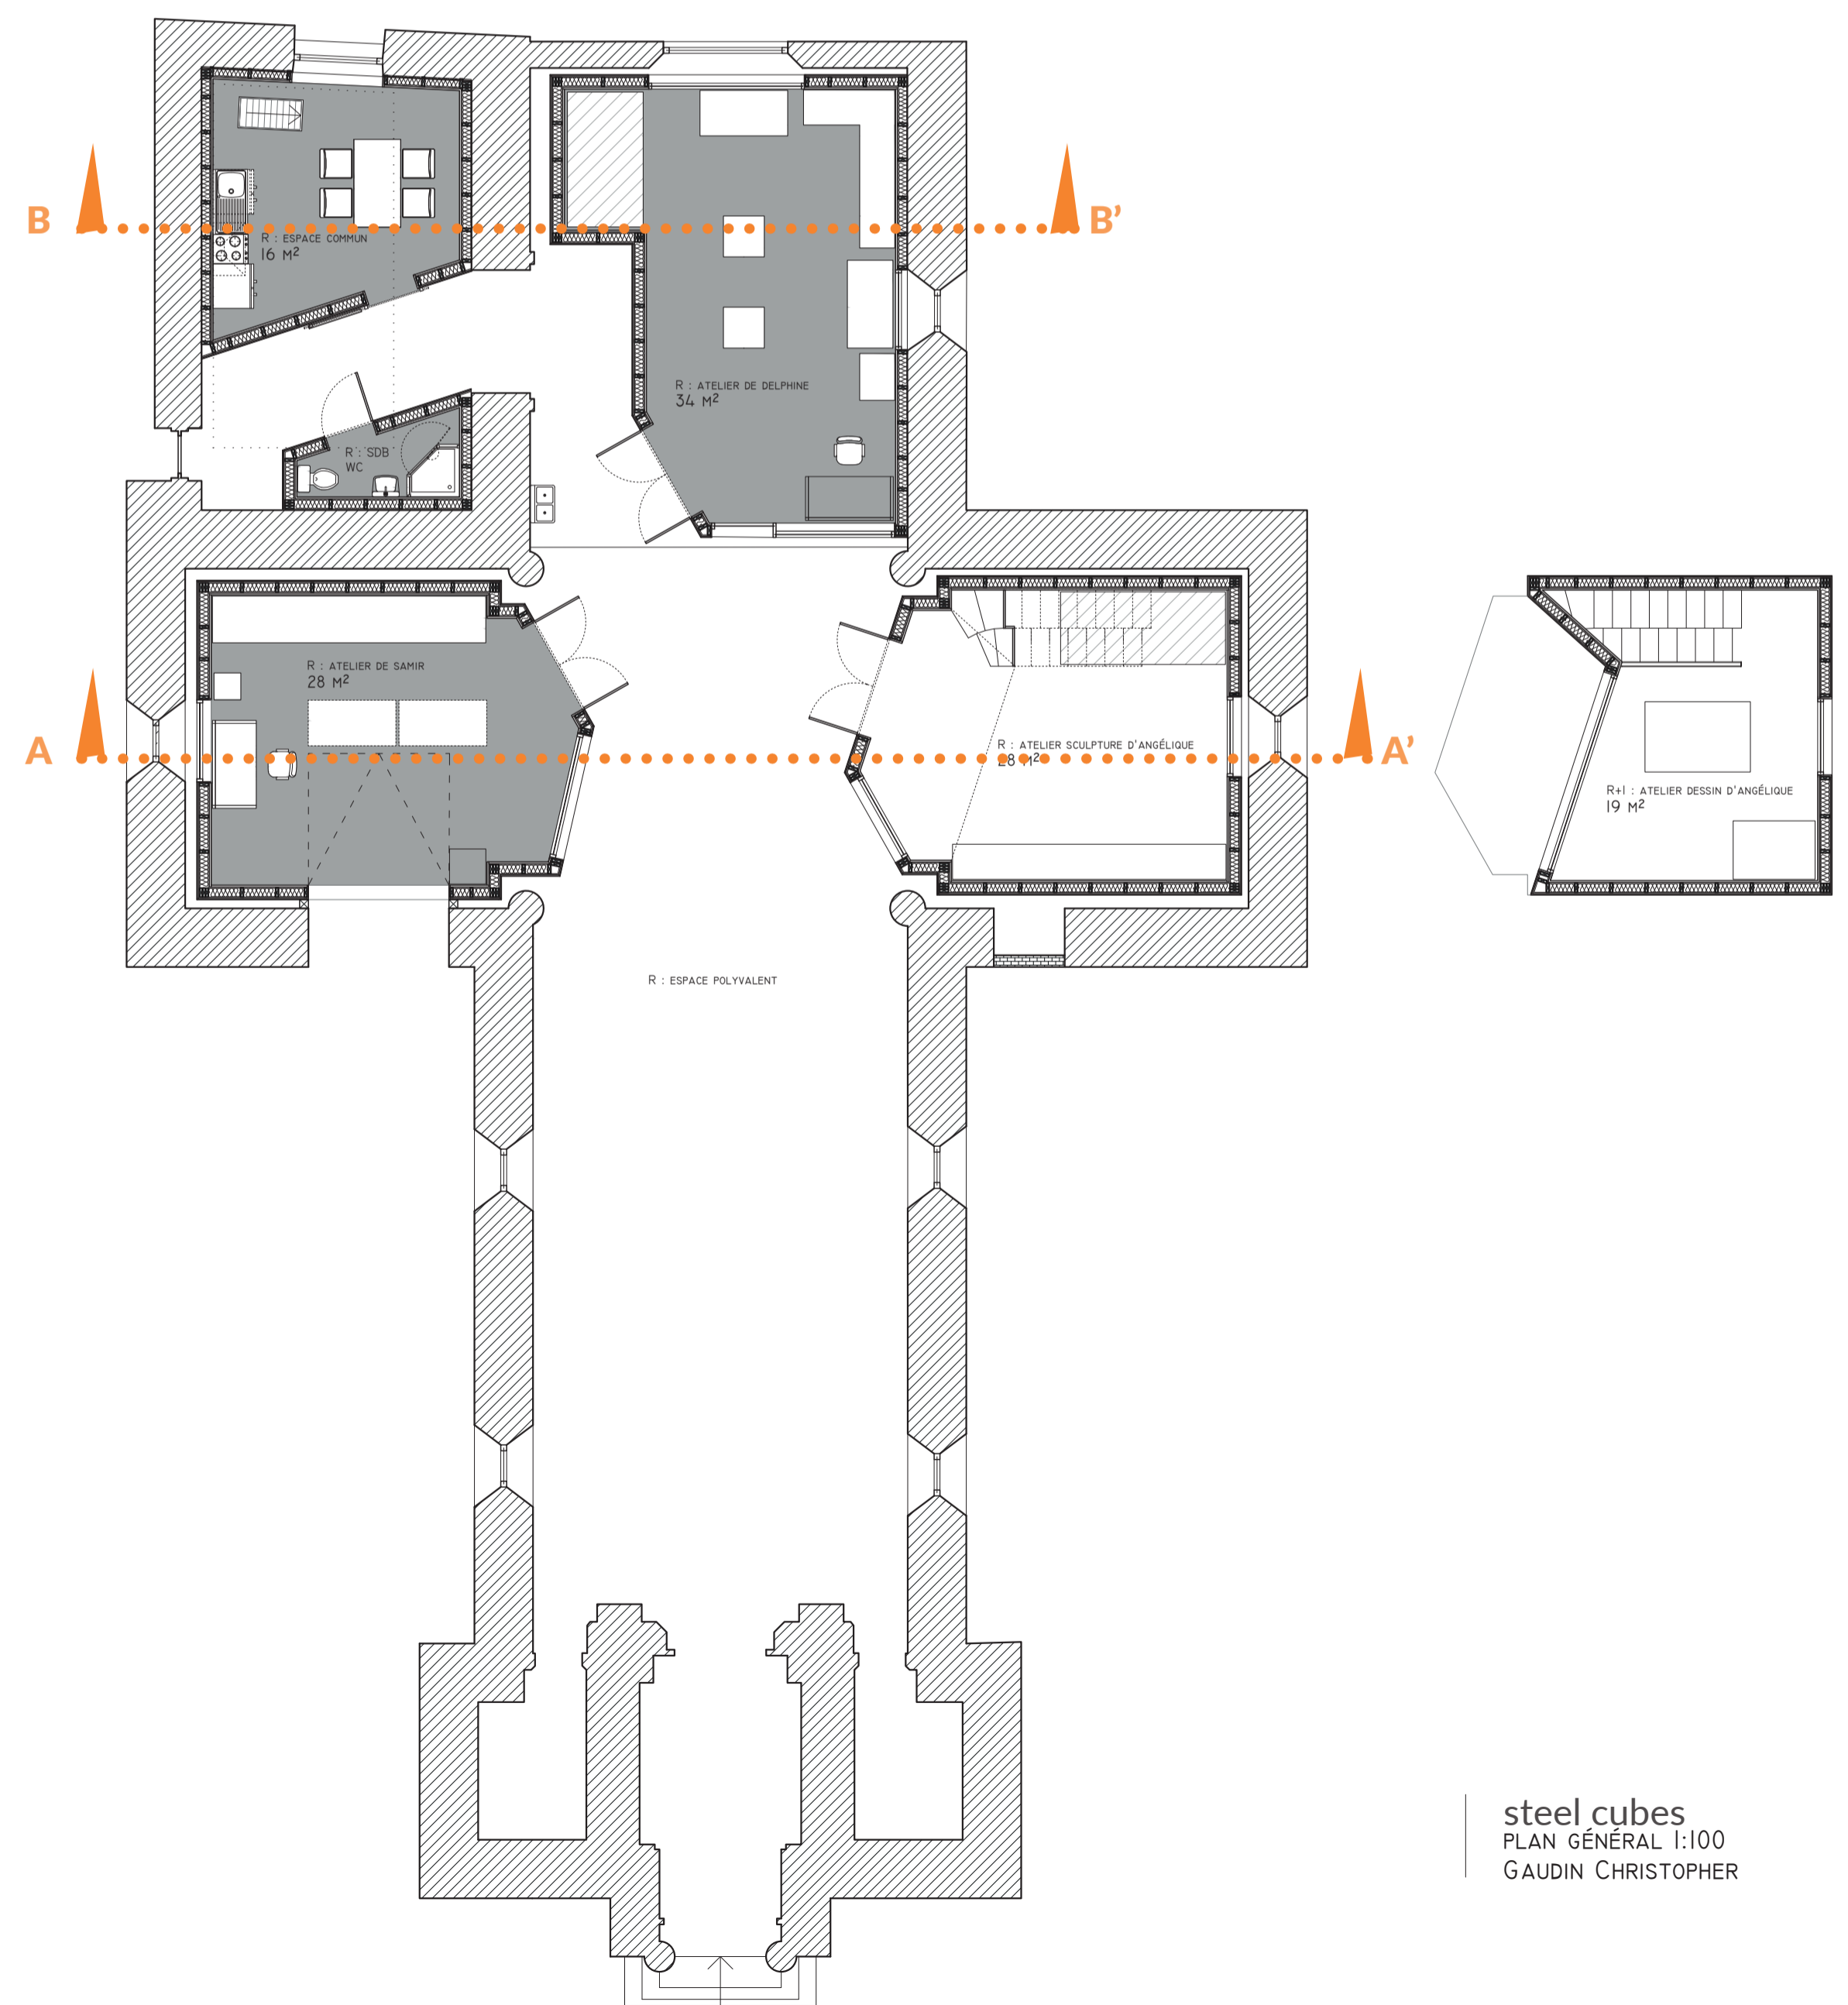 B
B’
R : ESPACE COMMUN
16 M²
R : ATELIER DE DELPHINE
34 M²
R : SDB
WC
R : ATELIER DE SAMIR
28 M²
A
A’
R : ATELIER SCULPTURE D'ANGÉLIQUE
28 M²
R+1 : ATELIER DESSIN D'ANGÉLIQUE
19 M²
R : ESPACE POLYVALENT
steel cubes
PLAN GÉNÉRAL 1:100
GAUDIN CHRISTOPHER